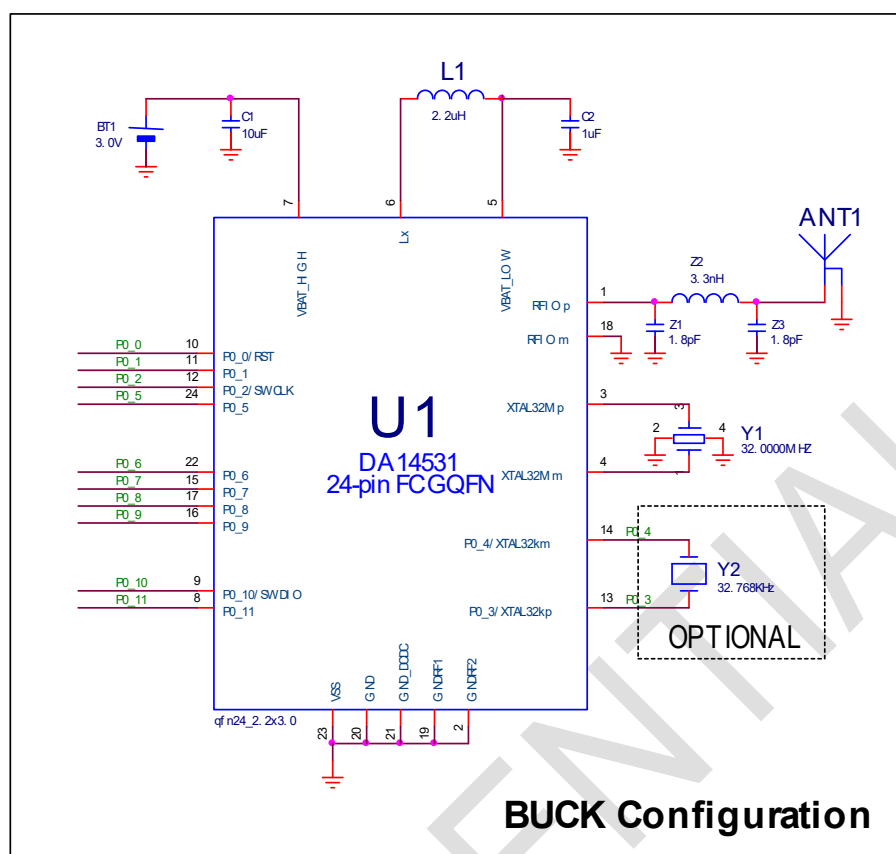 L1
2.2uH
BT1
3.0V
C1
10uF
C2
1uF
7
6
5
VBAT_HIGH
Lx
VBAT_LOW
ANT1
Z2
3.3nH
RFIOp
1
Z1
1.8pF
Z3
1.8pF
RFIOm
18
P0_0
10
P0_0/RST
P0_1
11
P0_1
P0_2
12
P0_2/SWCLK
P0_5
24
P0_5
U1
DA14531
24-pin FCGQFN
XTAL32Mp
3
3
2
4
Y1
32.0000MHZ
XTAL32Mm
4
1
P0_6
22
P0_6
P0_7
15
P0_7
P0_8
17
P0_8
P0_9
16
P0_9
P0_4/XTAL32km
14
P0_4
Y2
32.768KHz
P0_10
9
P0_10/SWDIO
P0_11
8
P0_11
P0_3/XTAL32kp
13
P0_3
OPTIONAL
VSS
GND
GND_DCDC
GNDRF1
GNDRF2
qfn24_2.2x3.0
23
20
21
19
2
BUCK Configuration
ENTIAL